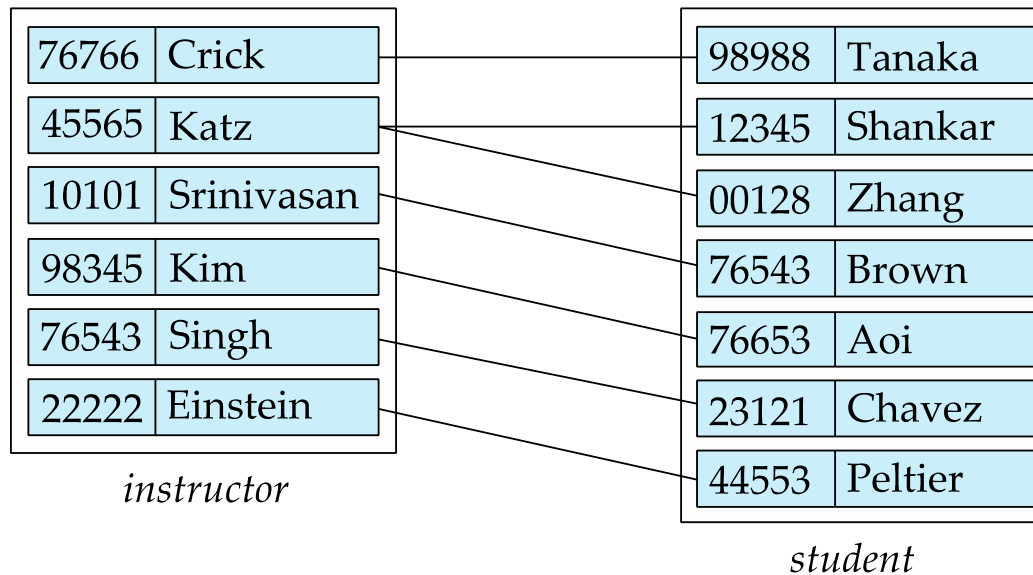 76766 Crick
45565 Katz
10101 Srinivasan
98345 Kim
76543 Singh
22222 Einstein
instructor
98988 Tanaka
12345 Shankar
00128 Zhang
76543 Brown
76653 Aoi
23121 Chavez
44553 Peltier
student